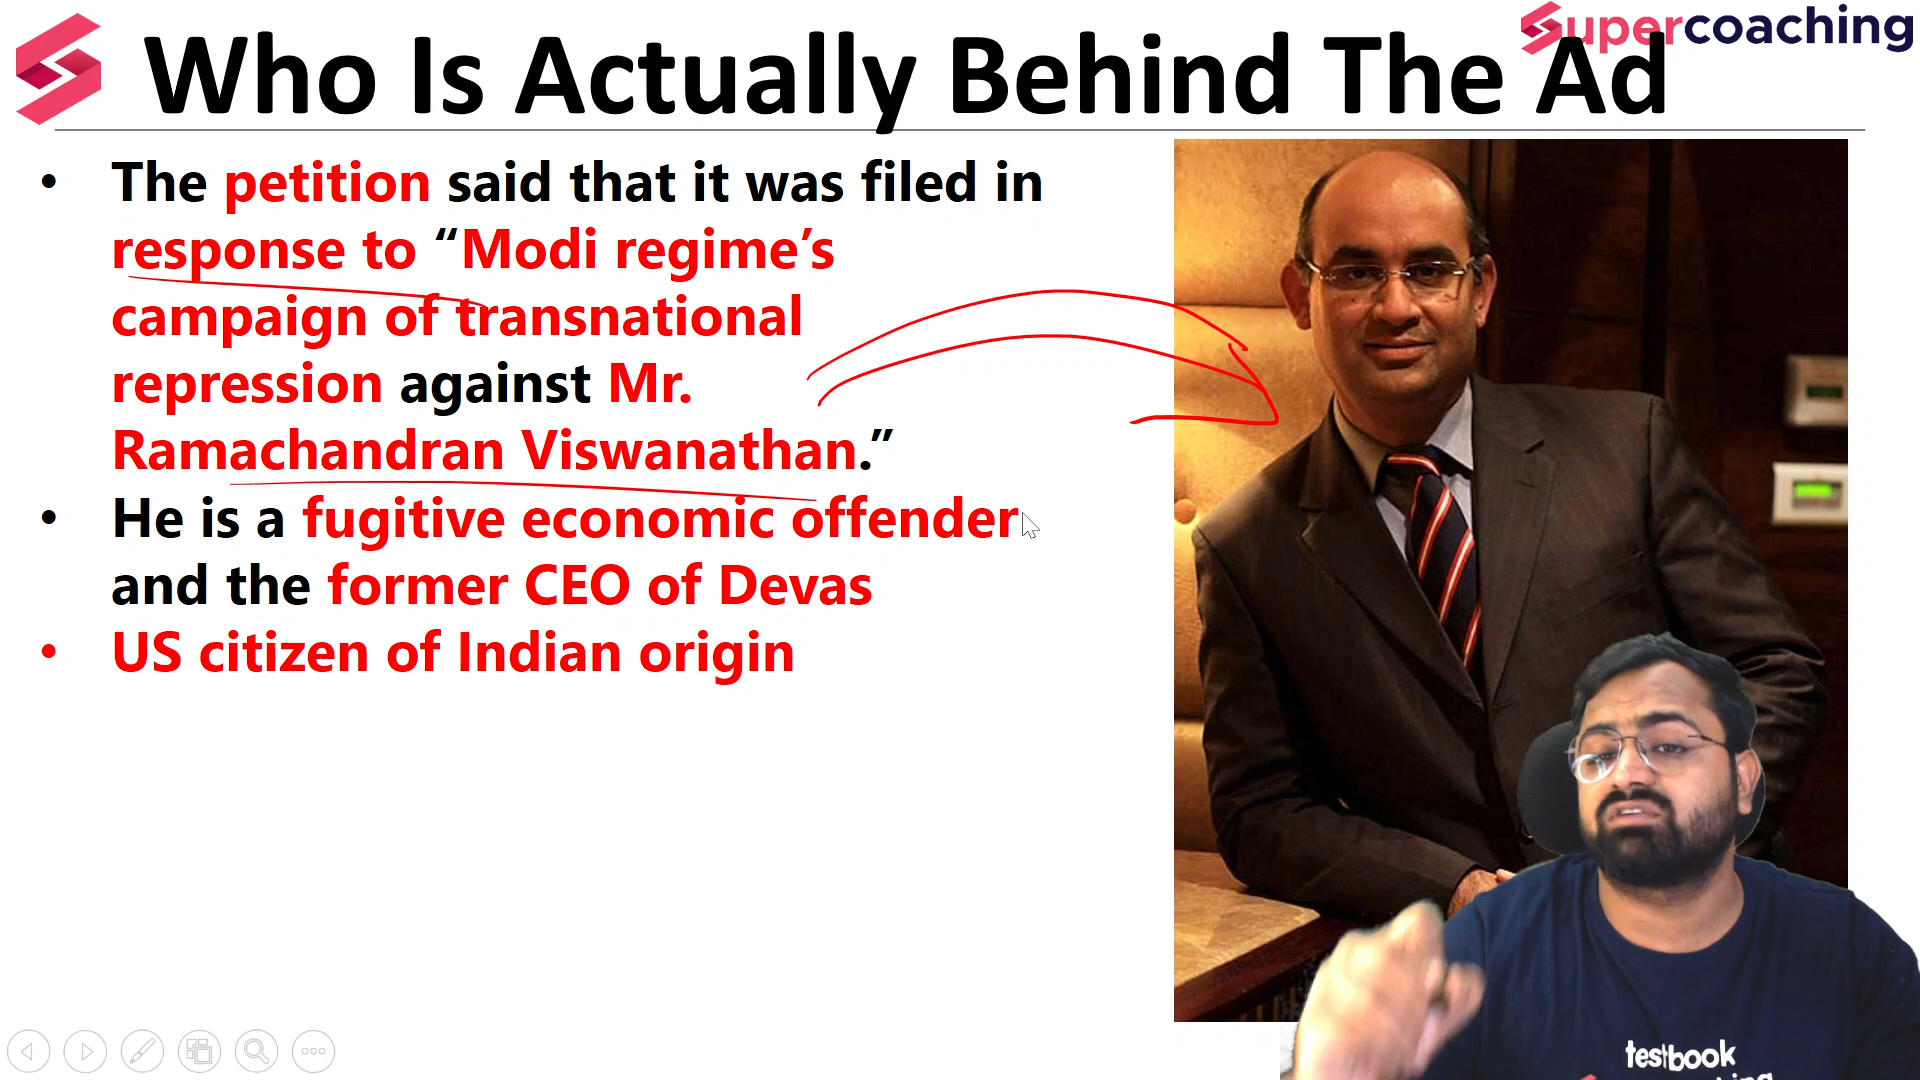 Supercoaching
Who Is Actually Behind The Ad
• The petition said that it was filed in
response to “Modi regime’s
campaign of transnational
repression against Mr.
Ramachandran Viswanathan.”
• He is a fugitive economic offender
and the former CEO of Devas
• US citizen of Indian origin
testbook